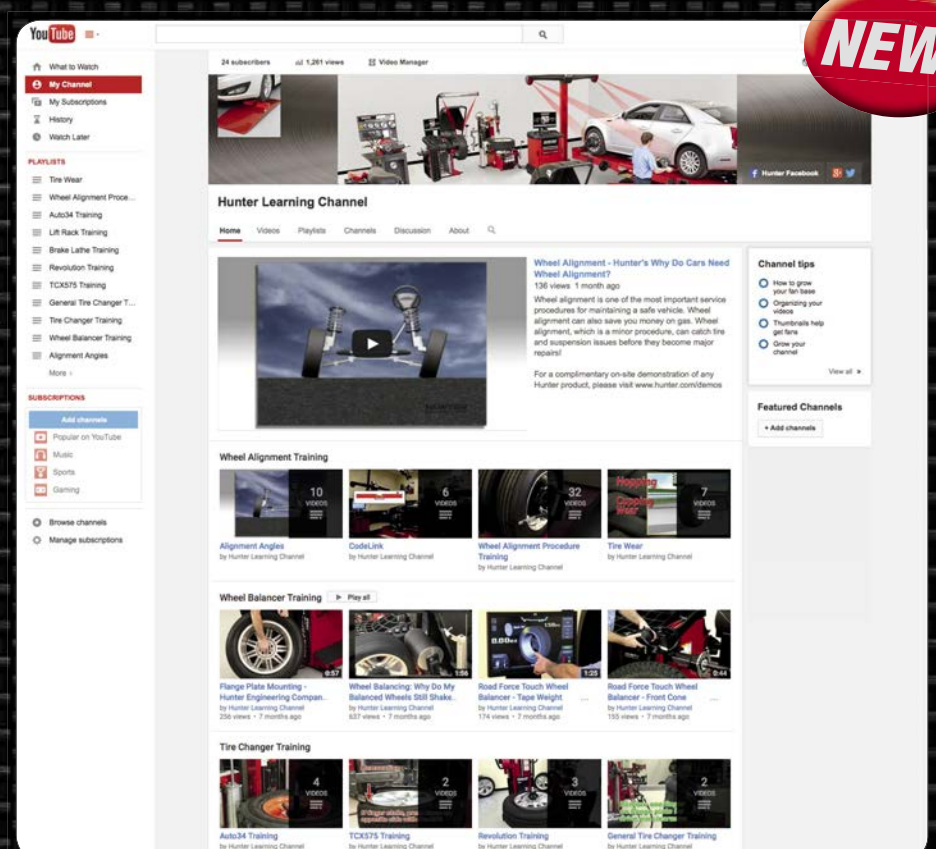 NEW
YouTube
24 subscribers 1,261 views Video Manager
What to Watch
My Channel
My Subscriptions
History
Watch Later
PLAYLISTS
Tire Wear
Wheel Alignment Proce...
Auto34 Training
Lift Rack Training
Brake Lathe Training
Revolution Training
TCX575 Training
General Tire Changer T...
Tire Changer Training
Wheel Balancer Training
Alignment Angles
More
SUBSCRIPTIONS
Add channels
Popular on YouTube
Music
Sports
Gaming
Browse channels
Manage subscriptions
Hunter Facebook
Hunter Learning Channel
Home Videos Playlists Channels Discussion About
Wheel Alignment - Hunter's Why Do Cars Need
Wheel Alignment?
136 views 1 month ago
Wheel alignment is one of the most important service
procedures for maintaining a safe vehicle. Wheel
alignment can also save you money on gas. Wheel
alignment, which is a minor procedure, can catch tire
and suspension issues before they become major
repairs!
For a complimentary on-site demonstration of any
Hunter product, please visit www.hunter.com/demos
Channel tips
How to grow
your fan base
Organizing your
videos
Thumbnails help
get fans
Grow your
channel
View all
Featured Channels
+ Add channels
Wheel Alignment Training
10
VIDEOS
Alignment Angles
by Hunter Learning Channel
6
VIDEOS
CodeLink
by Hunter Learning Channel
32
VIDEOS
Wheel Alignment Procedure
Training
by Hunter Learning Channel
Hopping
Cupping
wear
7
VIDEOS
Tire Wear
by Hunter Learning Channel
Wheel Balancer Training Play all
0:57
Flange Plate Mounting -
Hunter Engineering Compan...
by Hunter Learning Channel
256 views • 7 months ago
1:56
Wheel Balancing: Why Do My
Balanced Wheels Still Shake...
by Hunter Learning Channel
637 views • 7 months ago
1:25
Road Force Touch Wheel
Balancer - Tape Weight ...
by Hunter Learning Channel
174 views • 7 months ago
0:44
Road Force Touch Wheel
Balancer - Front Cone ...
by Hunter Learning Channel
155 views • 7 months ago
Tire Changer Training
4
VIDEOS
Auto34 Training
by Hunter Learning Channel
2
VIDEOS
TCX575 Training
by Hunter Learning Channel
3
VIDEOS
Revolution Training
by Hunter Learning Channel
2
VIDEOS
General Tire Changer Training
by Hunter Learning Channel